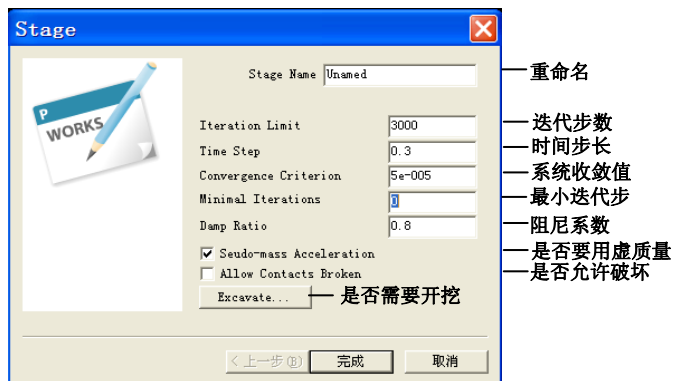 Stage
Stage Name Unamed 重命名
P
WORKS
Iteration Limit 3000 迭代步数
Time Step 0.3 时间步长
Convergence Criterion 5e-005 系统收敛值
Minimal Iterations 0 最小迭代步
Damp Ratio 0.8 阻尼系数
Seudo-mass Acceleration 是否要用虚质量
Allow Contacts Broken 是否允许破坏
Excavate... 是否需要开挖
< 上一步(B) 完成 取消